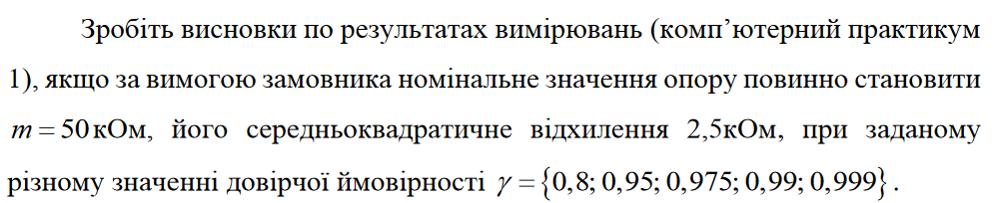 Зробіть висновки по результатах вимірювань (комп’ютерний практикум
1), якщо за вимогою замовника номінальне значення опору повинно становити
m = 50 кОм, його середньоквадратичне відхилення 2,5кОм, при заданому
різному значенні довірчої ймовірності γ = {0,8; 0,95; 0,975; 0,99; 0,999}.